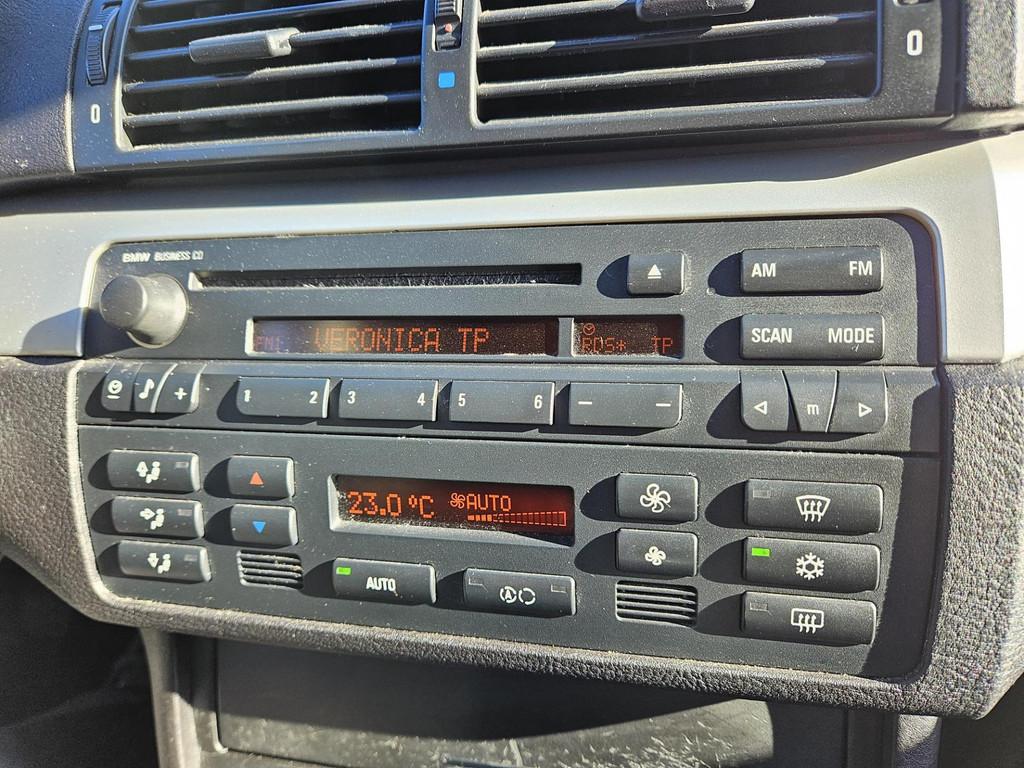 0
0
BMW BUSINESS CD
AM FM
VERONICA TP
RDS* TP
SCAN MODE
+
1 2
3 4
5 6
— —
m
23.0 °C AUTO
AUTO
A